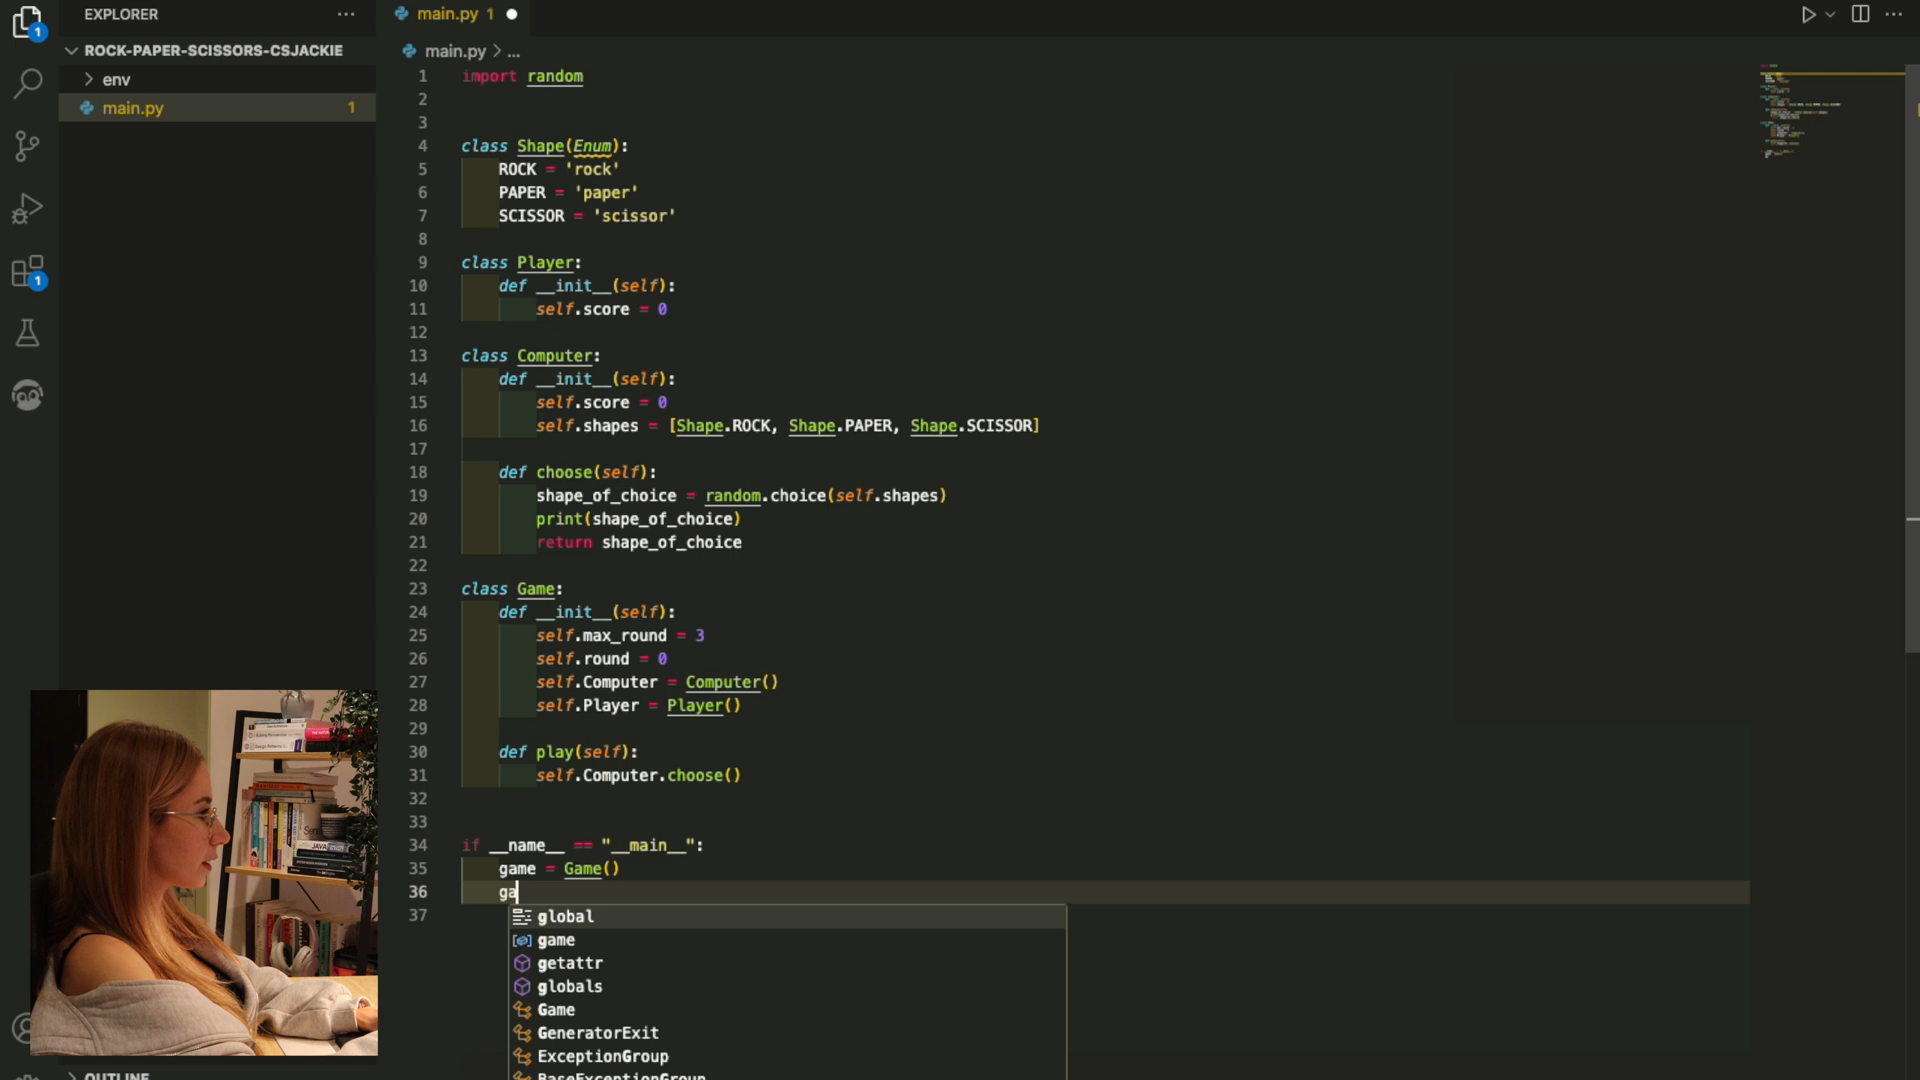 EXPLORER
main.py 1
1
ROCK-PAPER-SCISSORS-CSJACKIE
main.py > ...
env
main.py 1
1
1 import random
2
3
4 class Shape(Enum):
5 ROCK = 'rock'
6 PAPER = 'paper'
7 SCISSOR = 'scissor'
8
9 class Player:
10 def __init__(self):
11 self.score = 0
12
13 class Computer:
14 def __init__(self):
15 self.score = 0
16 self.shapes = [Shape.ROCK, Shape.PAPER, Shape.SCISSOR]
17
18 def choose(self):
19 shape_of_choice = random.choice(self.shapes)
20 print(shape_of_choice)
21 return shape_of_choice
22
23 class Game:
24 def __init__(self):
25 self.max_round = 3
26 self.round = 0
27 self.Computer = Computer()
28 self.Player = Player()
29
30 def play(self):
31 self.Computer.choose()
32
33
34 if __name__ == "__main__":
35 game = Game()
36 ga
37
global
game
getattr
globals
Game
GeneratorExit
ExceptionGroup
BaseExceptionGroup
OUTLINE